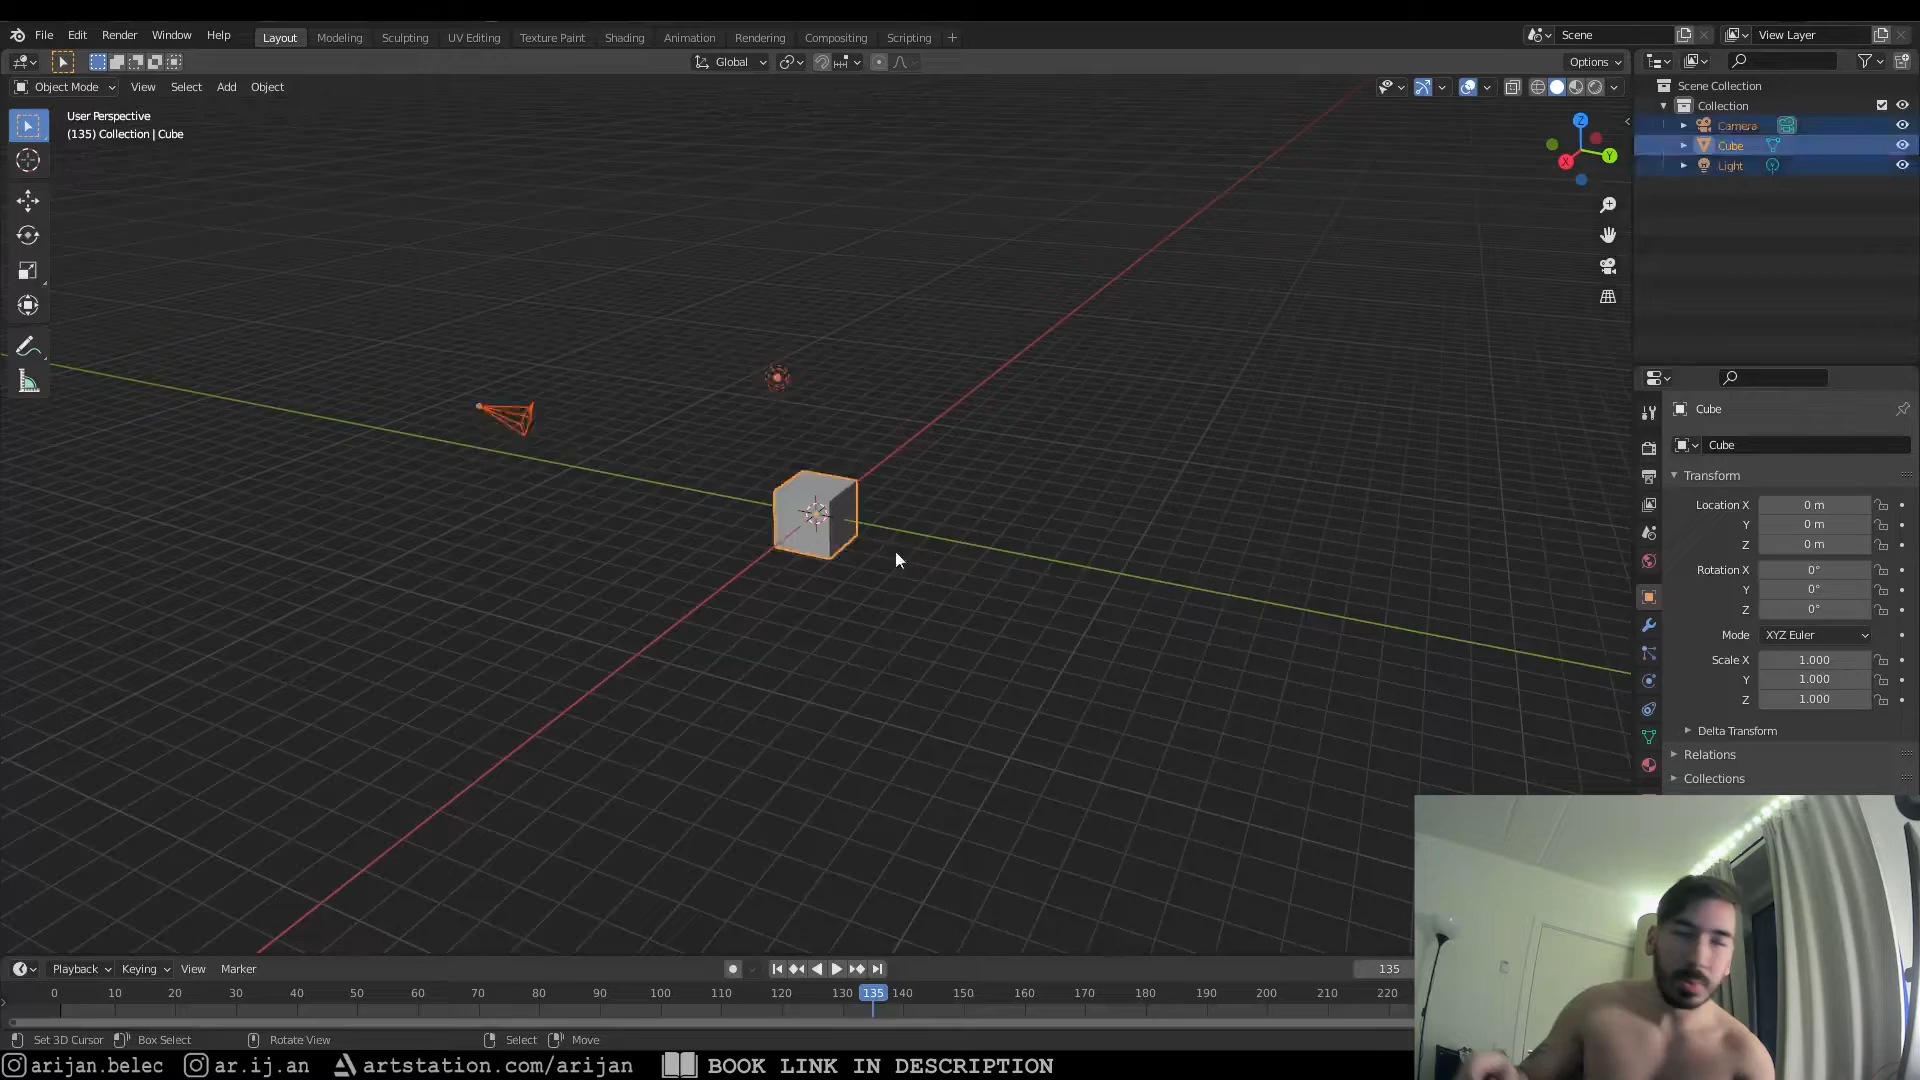 File Edit Render Window Help Layout Modeling Sculpting UV Editing Texture Paint Shading Animation Rendering Compositing Scripting + Scene View Layer
Global Options
Object Mode View Select Add Object
User Perspective
(135) Collection | Cube
Z
Y
X
Scene Collection
Collection
Camera
Cube
Light
Cube
Cube
Transform
Location X 0 m
Y 0 m
Z 0 m
Rotation X 0°
Y 0°
Z 0°
Mode XYZ Euler
Scale X 1.000
Y 1.000
Z 1.000
Delta Transform
Relations
Collections
Playback Keying View Marker 135
0 10 20 30 40 50 60 70 80 90 100 110 120 130 135 140 150 160 170 180 190 200 210 220
Set 3D Cursor Box Select Rotate View Select Move
arijan.belec ar.ij.an artstation.com/arijan BOOK LINK IN DESCRIPTION